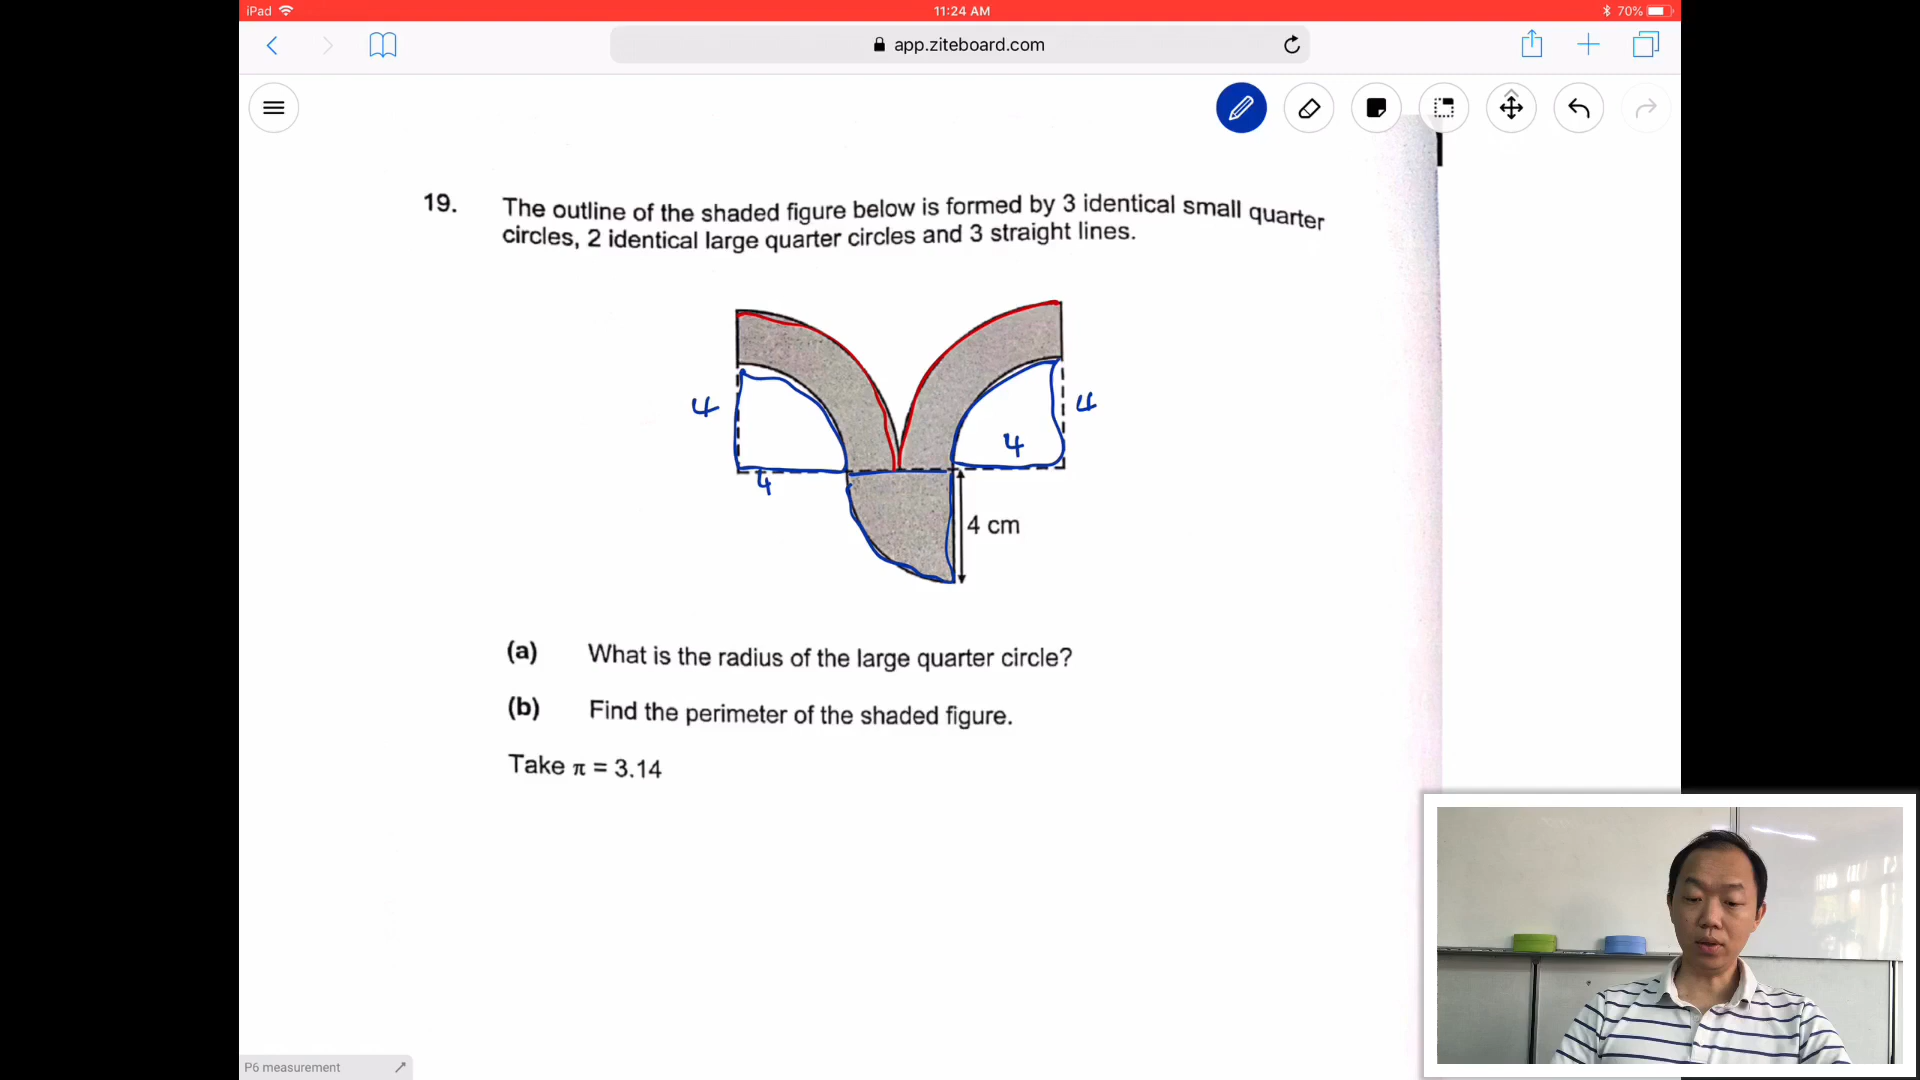 iPad
11:24 AM
70%
app.ziteboard.com
19. The outline of the shaded figure below is formed by 3 identical small quarter
circles, 2 identical large quarter circles and 3 straight lines.
4
4
4
4
4 cm
(a) What is the radius of the large quarter circle?
(b) Find the perimeter of the shaded figure.
Take π = 3.14
P6 measurement